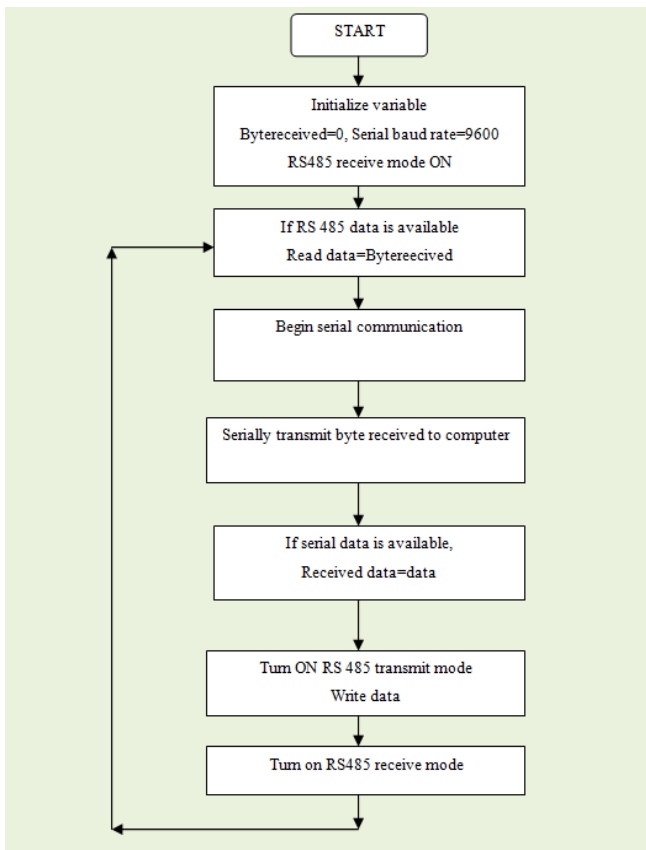 START
Initialize variable
Bytereceived=0, Serial baud rate=9600
RS485 receive mode ON
If RS 485 data is available
Read data=Bytereecived
Begin serial communication
Serially transmit byte received to computer
If serial data is available,
Received data=data
Turn ON RS 485 transmit mode
Write data
Turn on RS485 receive mode